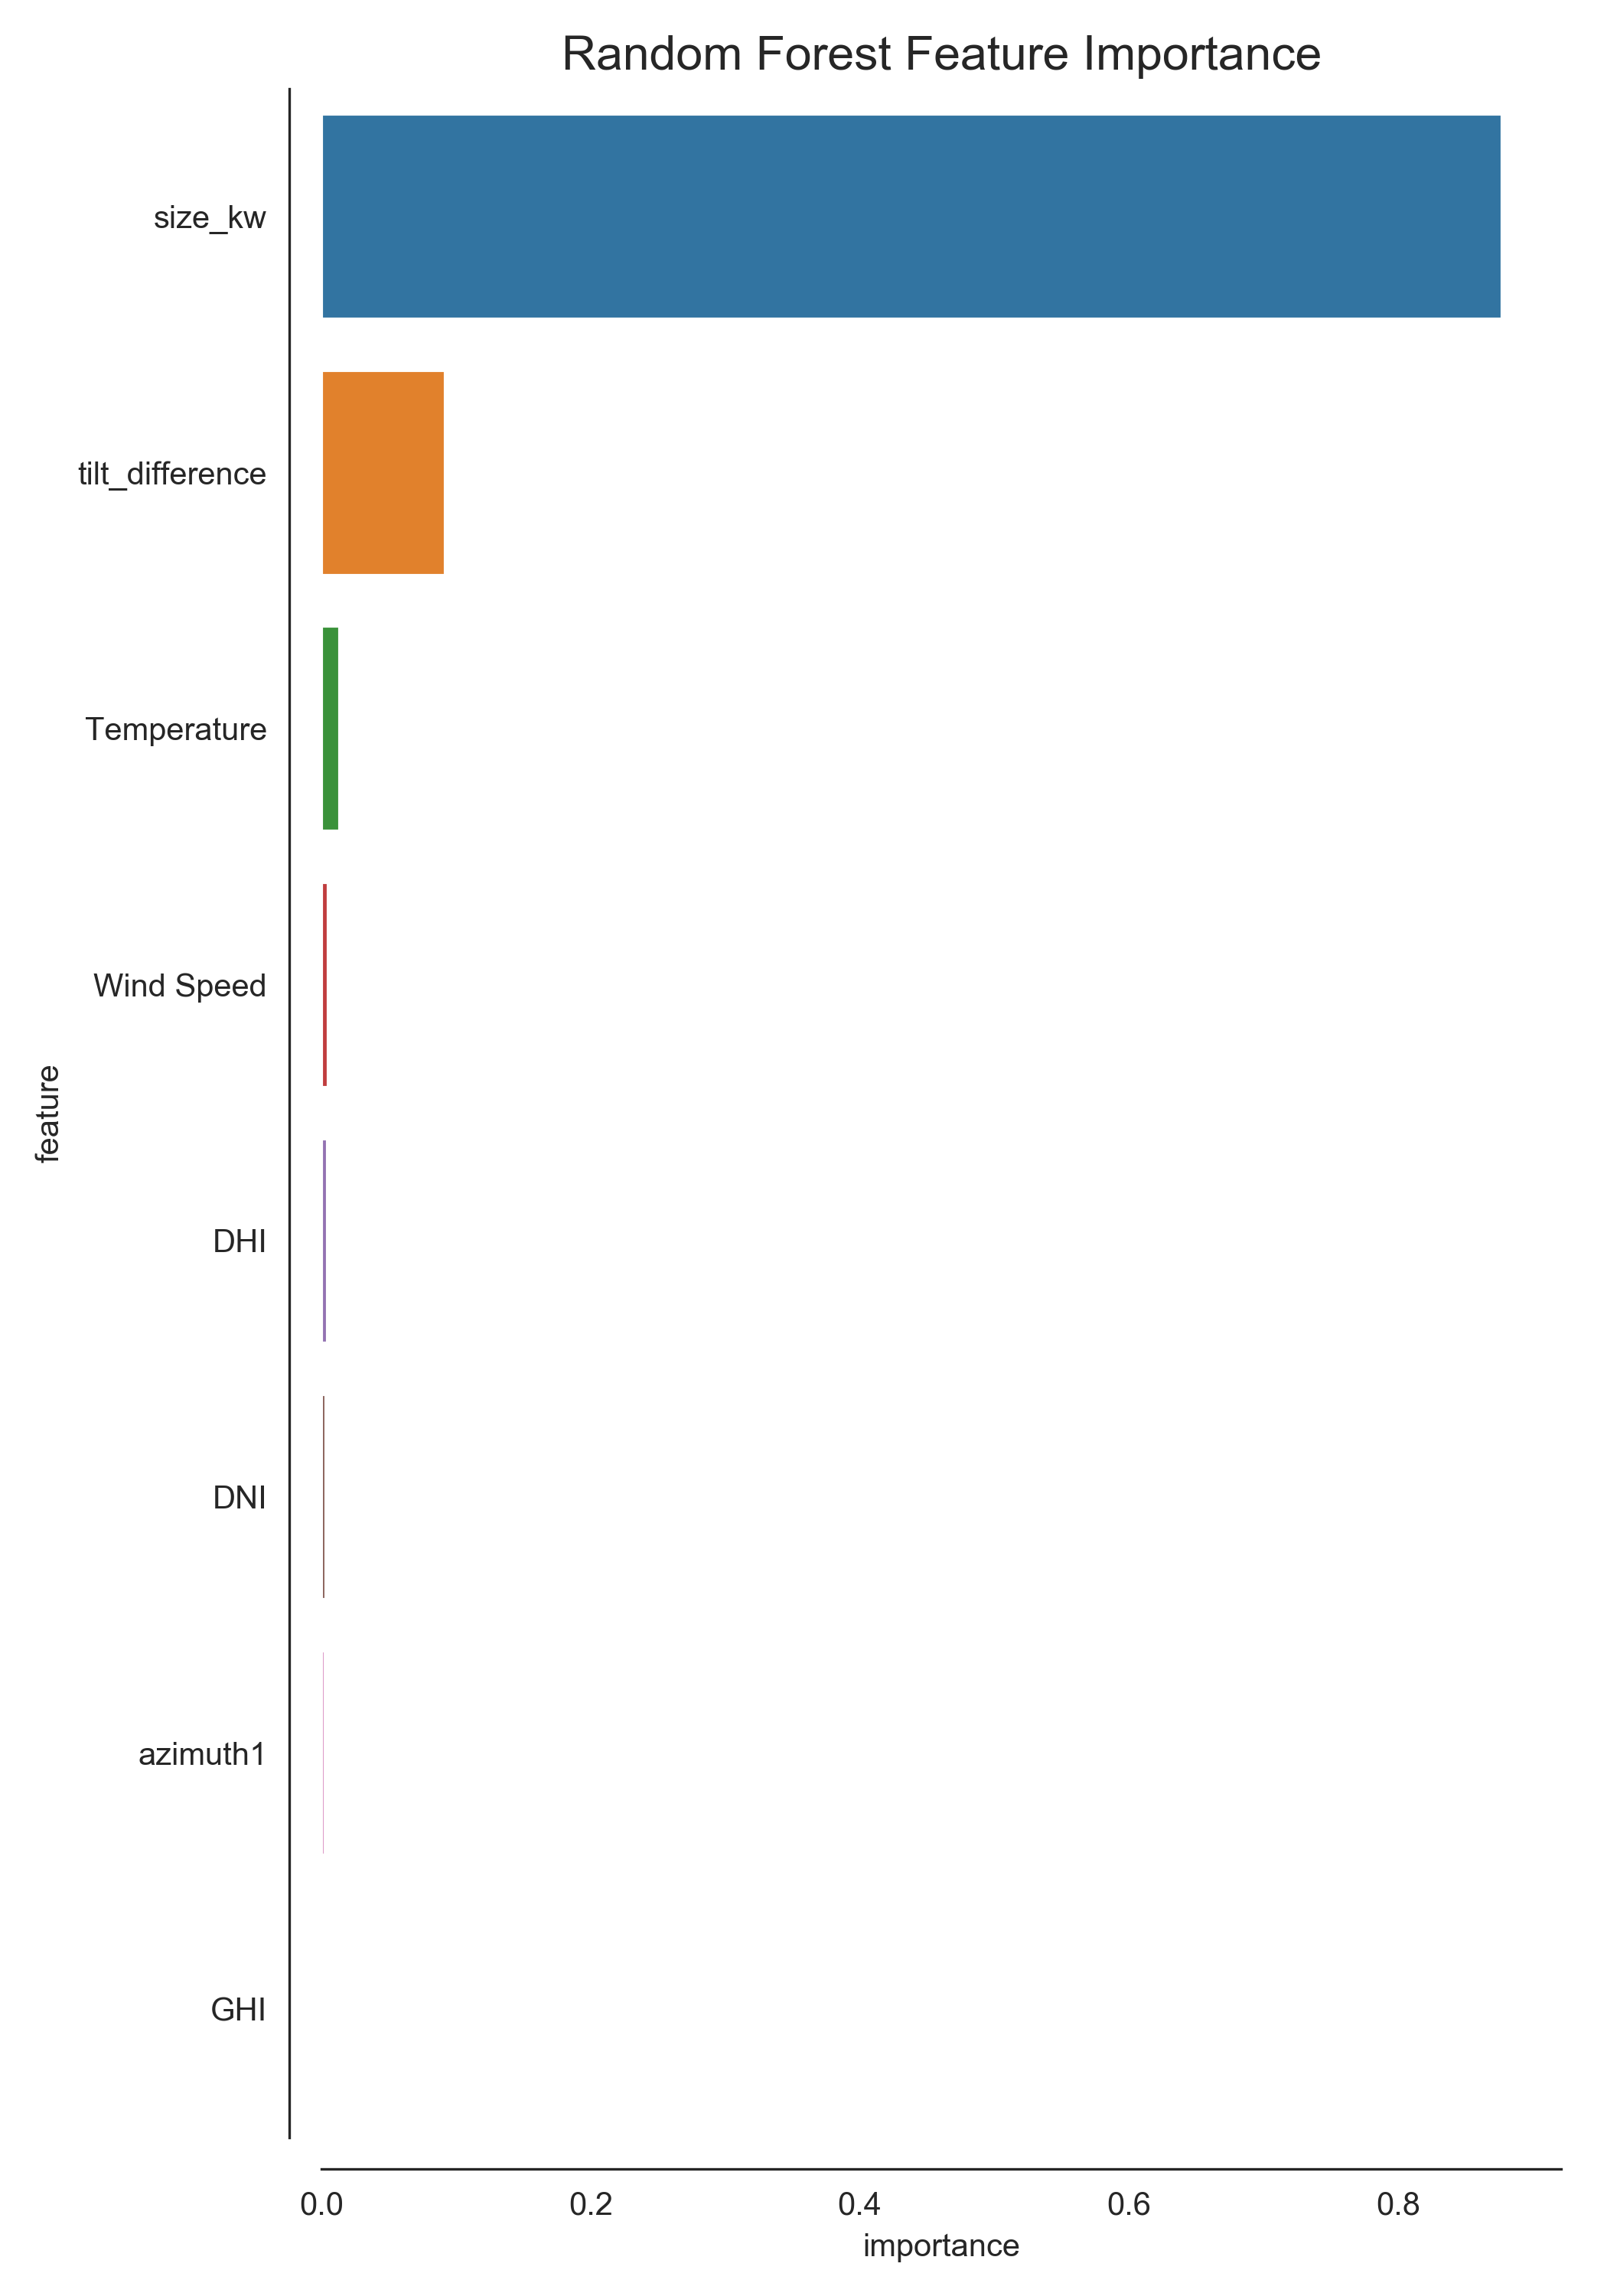 Random Forest Feature Importance
size_kw
tilt_difference
Temperature
Wind Speed
feature
DHI
DNI
azimuth1
GHI
0.0 0.2 0.4 0.6 0.8
importance